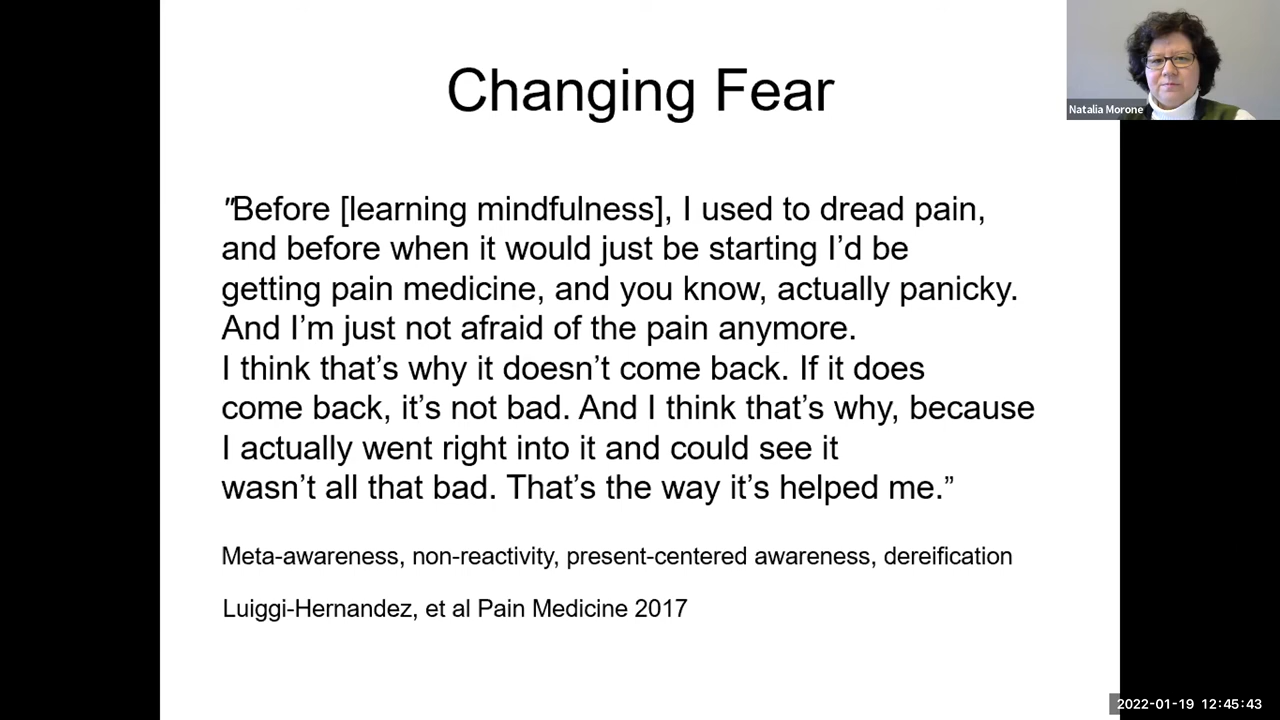 Changing Fear
Natalia Morone
"Before [learning mindfulness], I used to dread pain,
and before when it would just be starting I’d be
getting pain medicine, and you know, actually panicky.
And I’m just not afraid of the pain anymore.
I think that’s why it doesn’t come back. If it does
come back, it’s not bad. And I think that’s why, because
I actually went right into it and could see it
wasn’t all that bad. That’s the way it’s helped me.”
Meta-awareness, non-reactivity, present-centered awareness, dereification
Luiggi-Hernandez, et al Pain Medicine 2017
2022-01-19 12:45:43